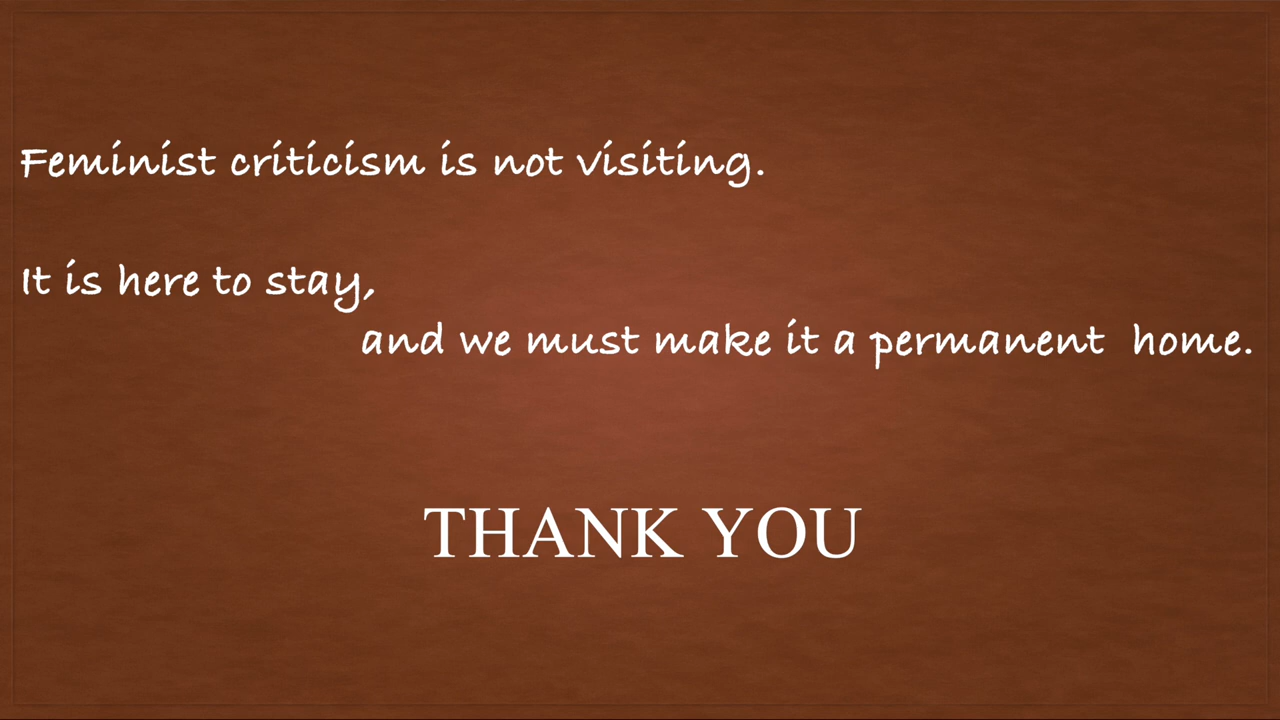 Feminist criticism is not visiting.
It is here to stay,
and we must make it a permanent home.
THANK YOU